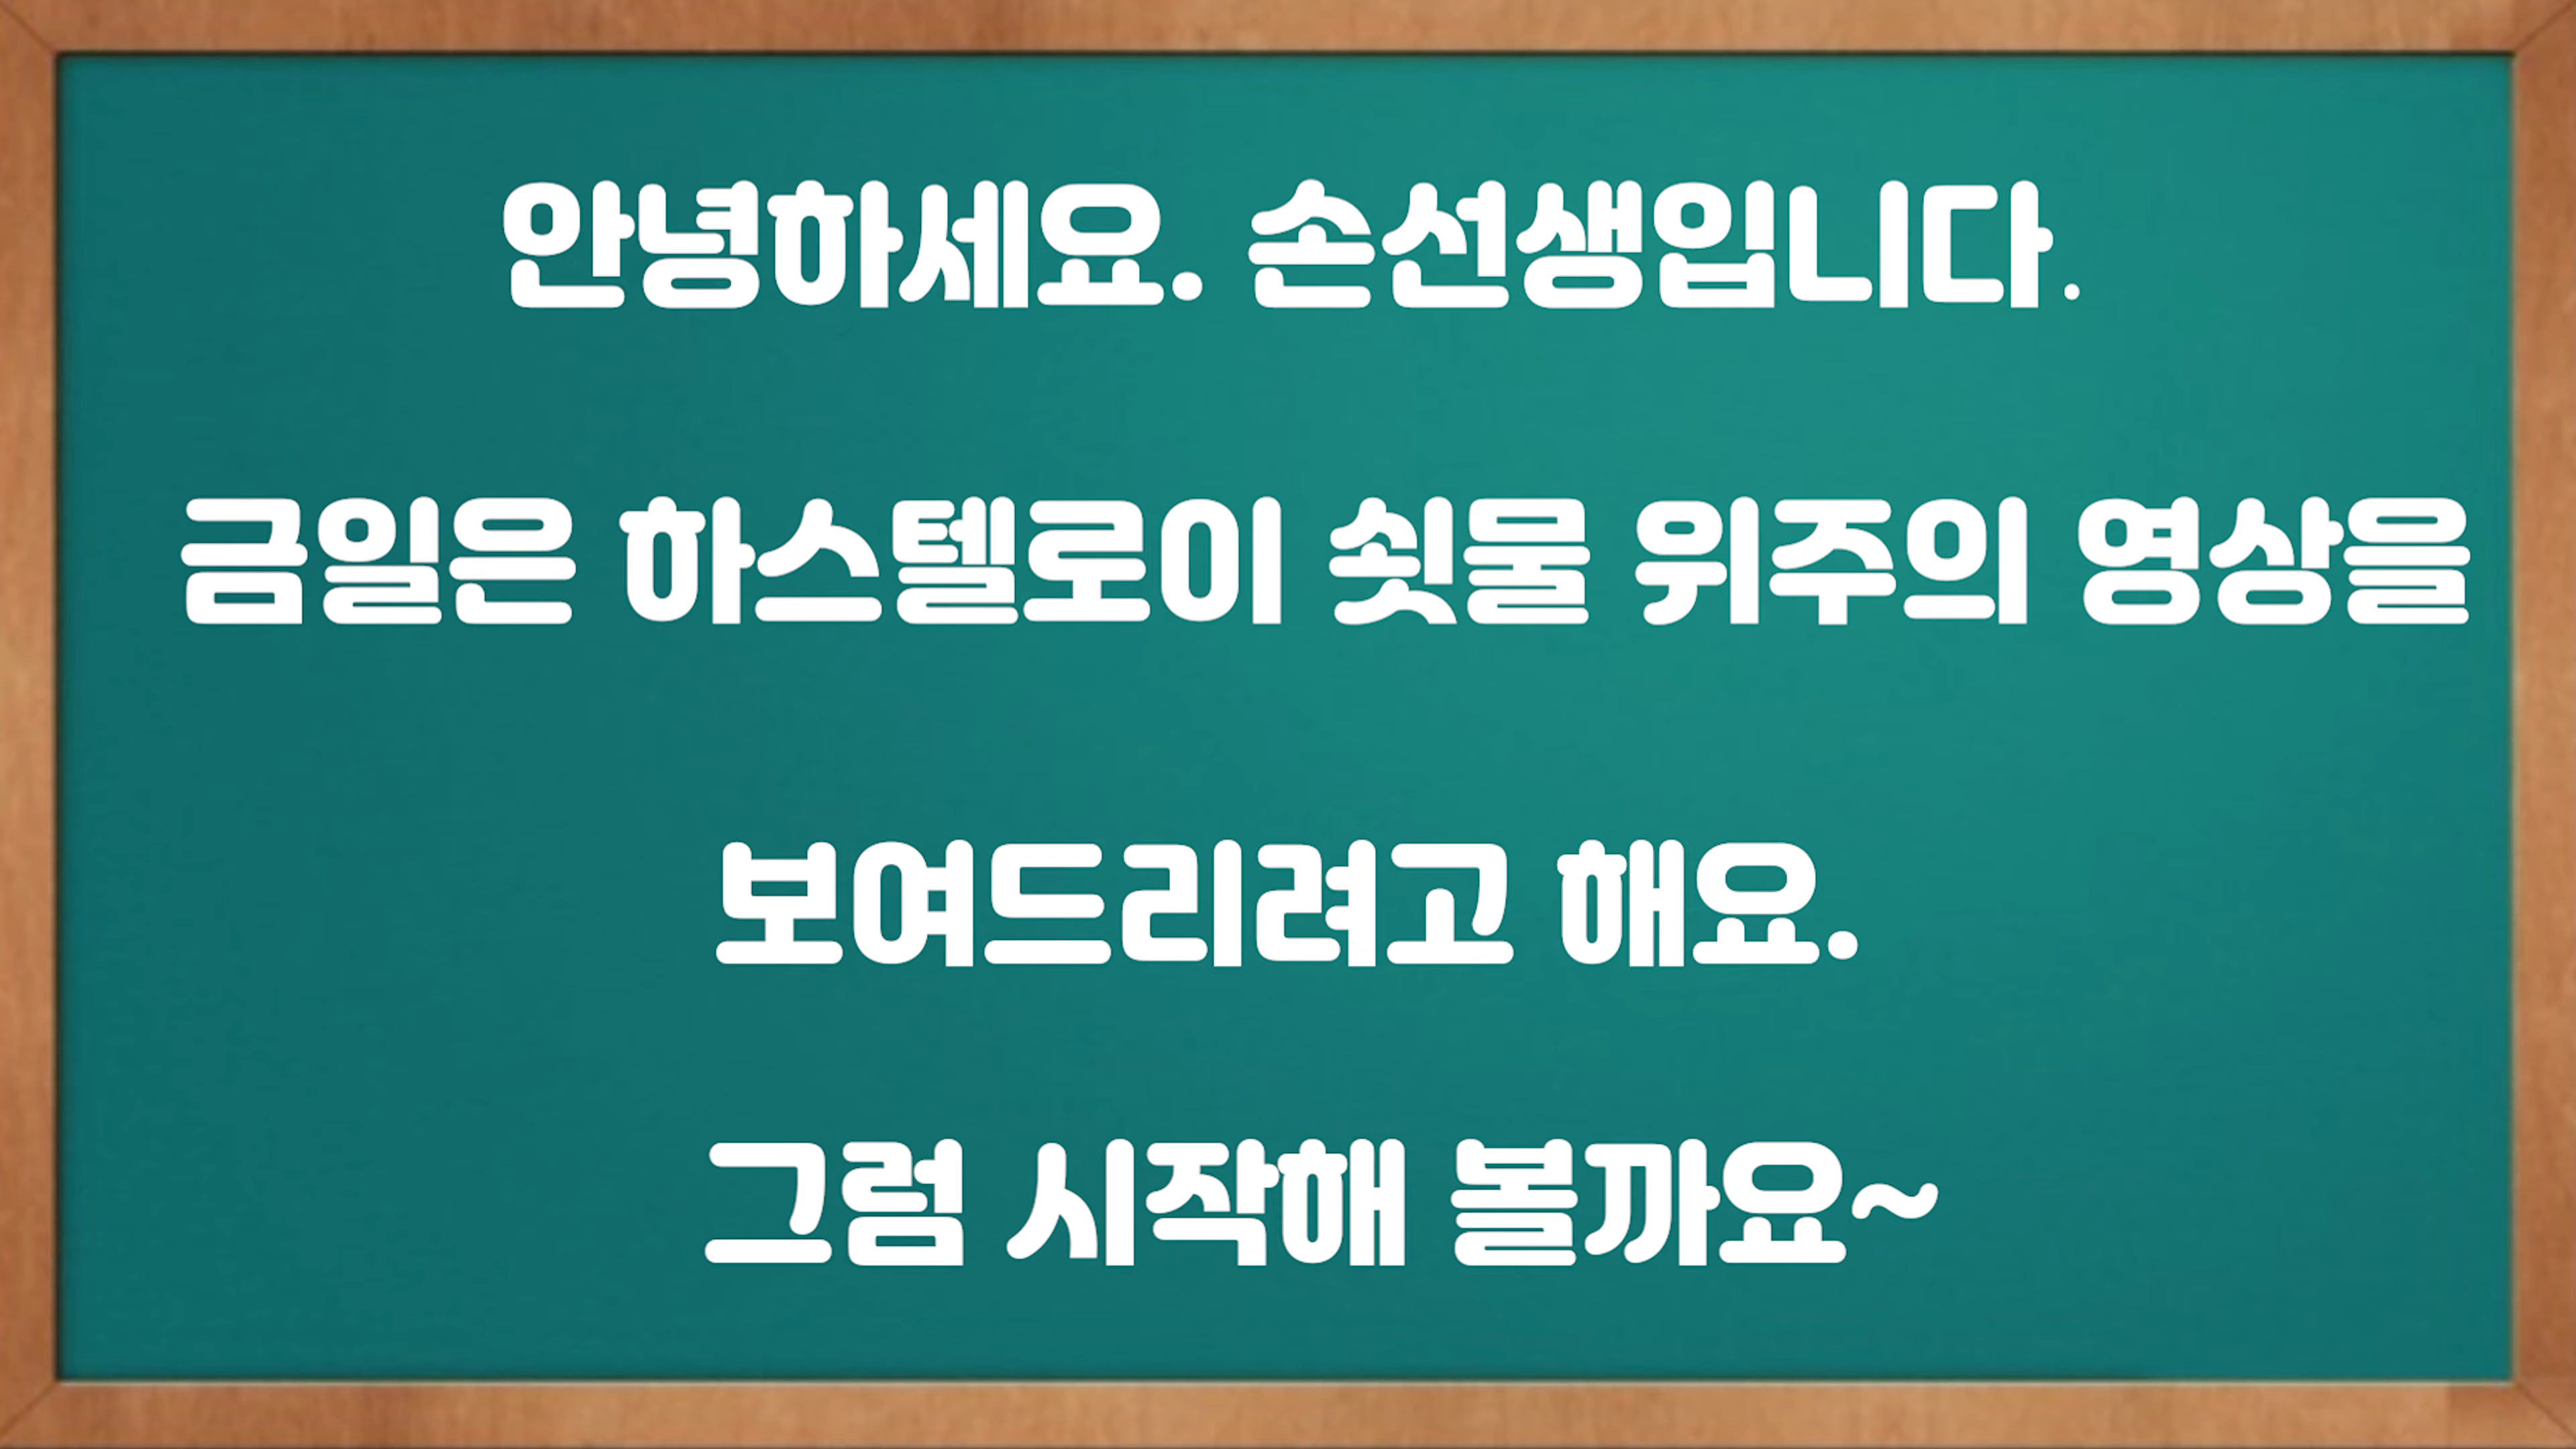 안녕하세요. 손선생입니다.
금일은 하스텔로이 쇳물 위주의 영상을
보여드리려고 해요.
그럼 시작해 볼까요~